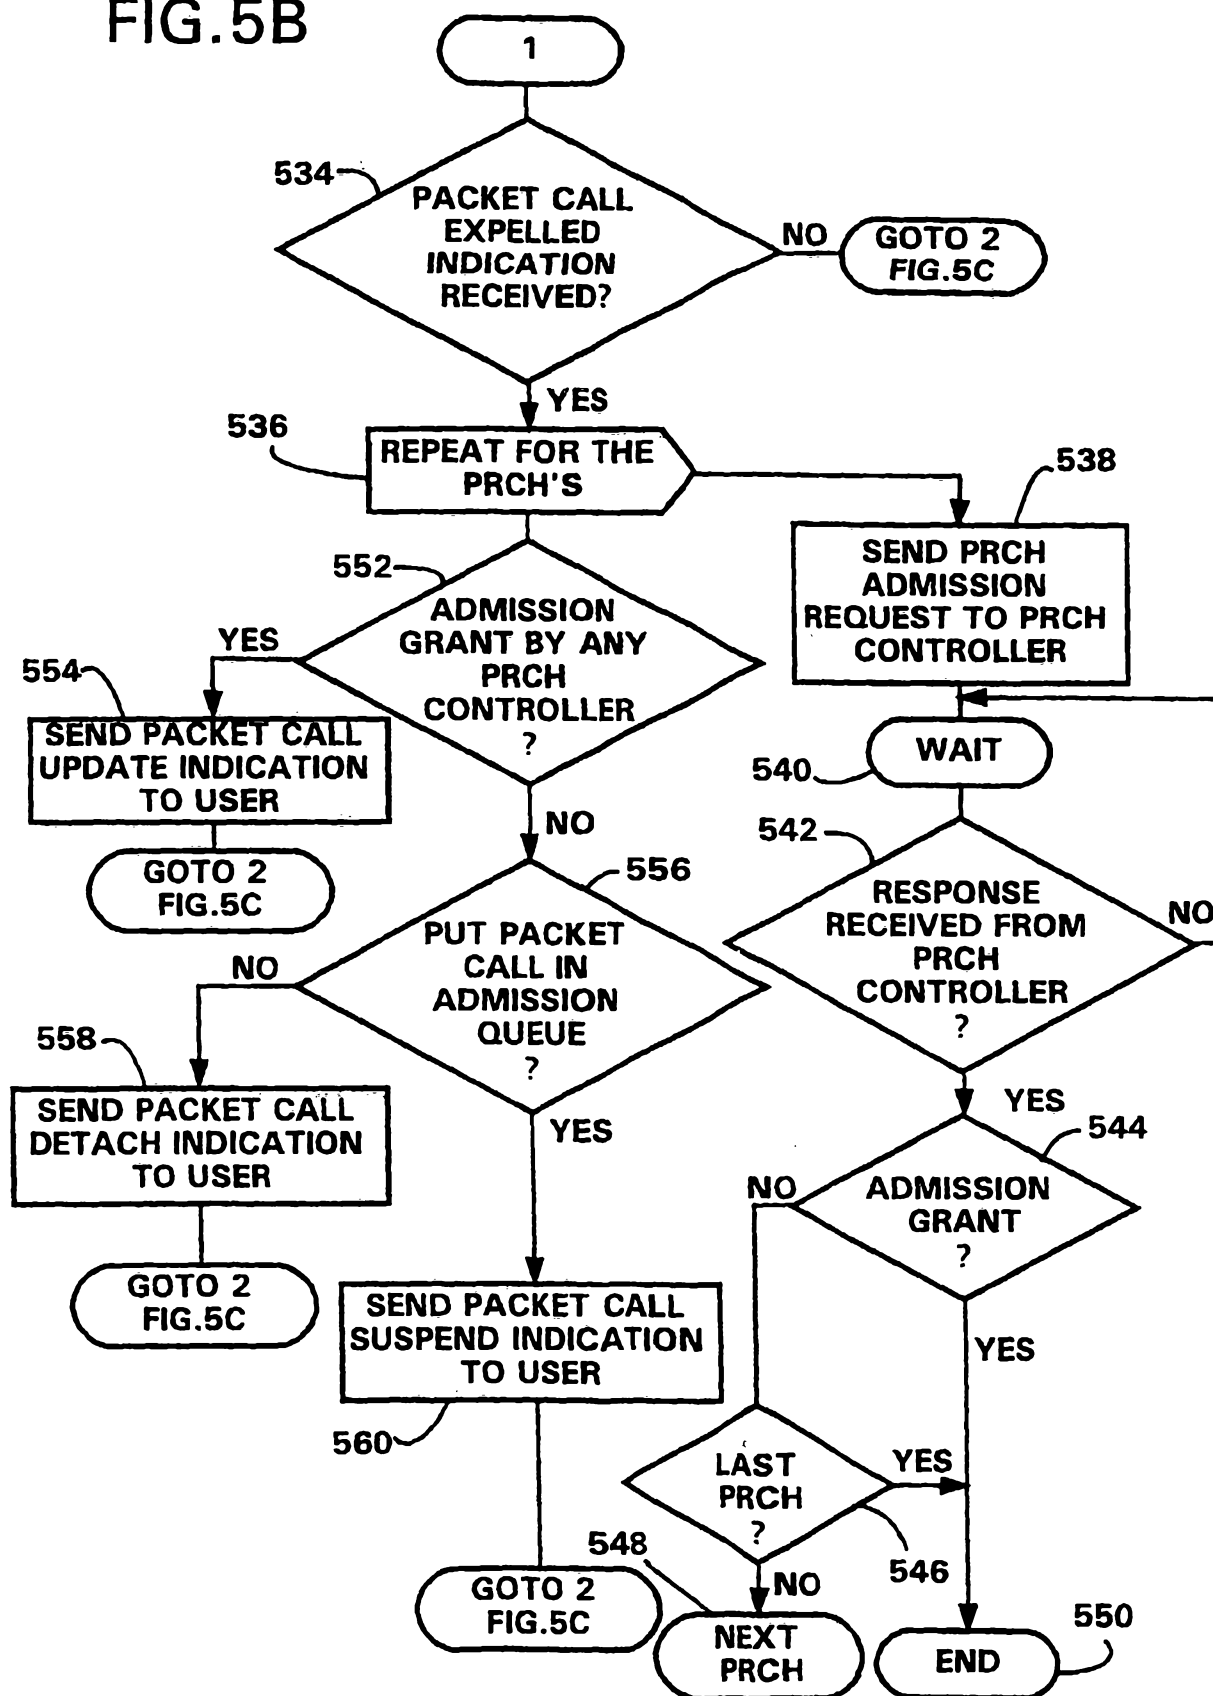 FIG.5B
1
534
PACKET CALL
EXPELLED
INDICATION
RECEIVED?
NO
GOTO 2
FIG.5C
YES
536
REPEAT FOR THE
PRCH'S
538
SEND PRCH
ADMISSION
REQUEST TO PRCH
CONTROLLER
552
ADMISSION
GRANT BY ANY
PRCH
CONTROLLER
?
YES
554
SEND PACKET CALL
UPDATE INDICATION
TO USER
GOTO 2
FIG.5C
NO
WAIT
540
542
RESPONSE
RECEIVED FROM
PRCH
CONTROLLER
?
NO
556
PUT PACKET
CALL IN
ADMISSION
QUEUE
?
NO
558
SEND PACKET CALL
DETACH INDICATION
TO USER
GOTO 2
FIG.5C
YES
YES
544
ADMISSION
GRANT
?
NO
YES
SEND PACKET CALL
SUSPEND INDICATION
TO USER
560
GOTO 2
FIG.5C
LAST
PRCH
?
YES
546
548
NO
NEXT
PRCH
END
550